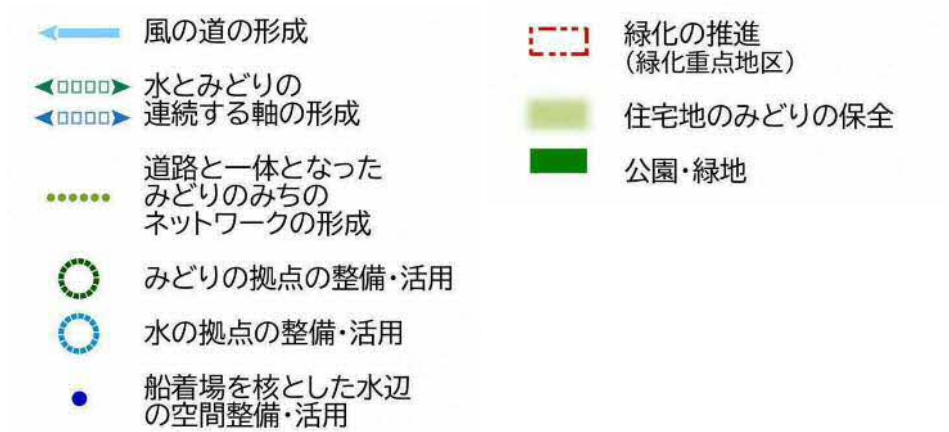 風の道の形成
水とみどりの
連続する軸の形成
道路と一体となった
みどりのみちの
ネットワークの形成
みどりの拠点の整備・活用
水の拠点の整備・活用
船着場を核とした水辺
の空間整備・活用
緑化の推進
(緑化重点地区)
住宅地のみどりの保全
公園・緑地